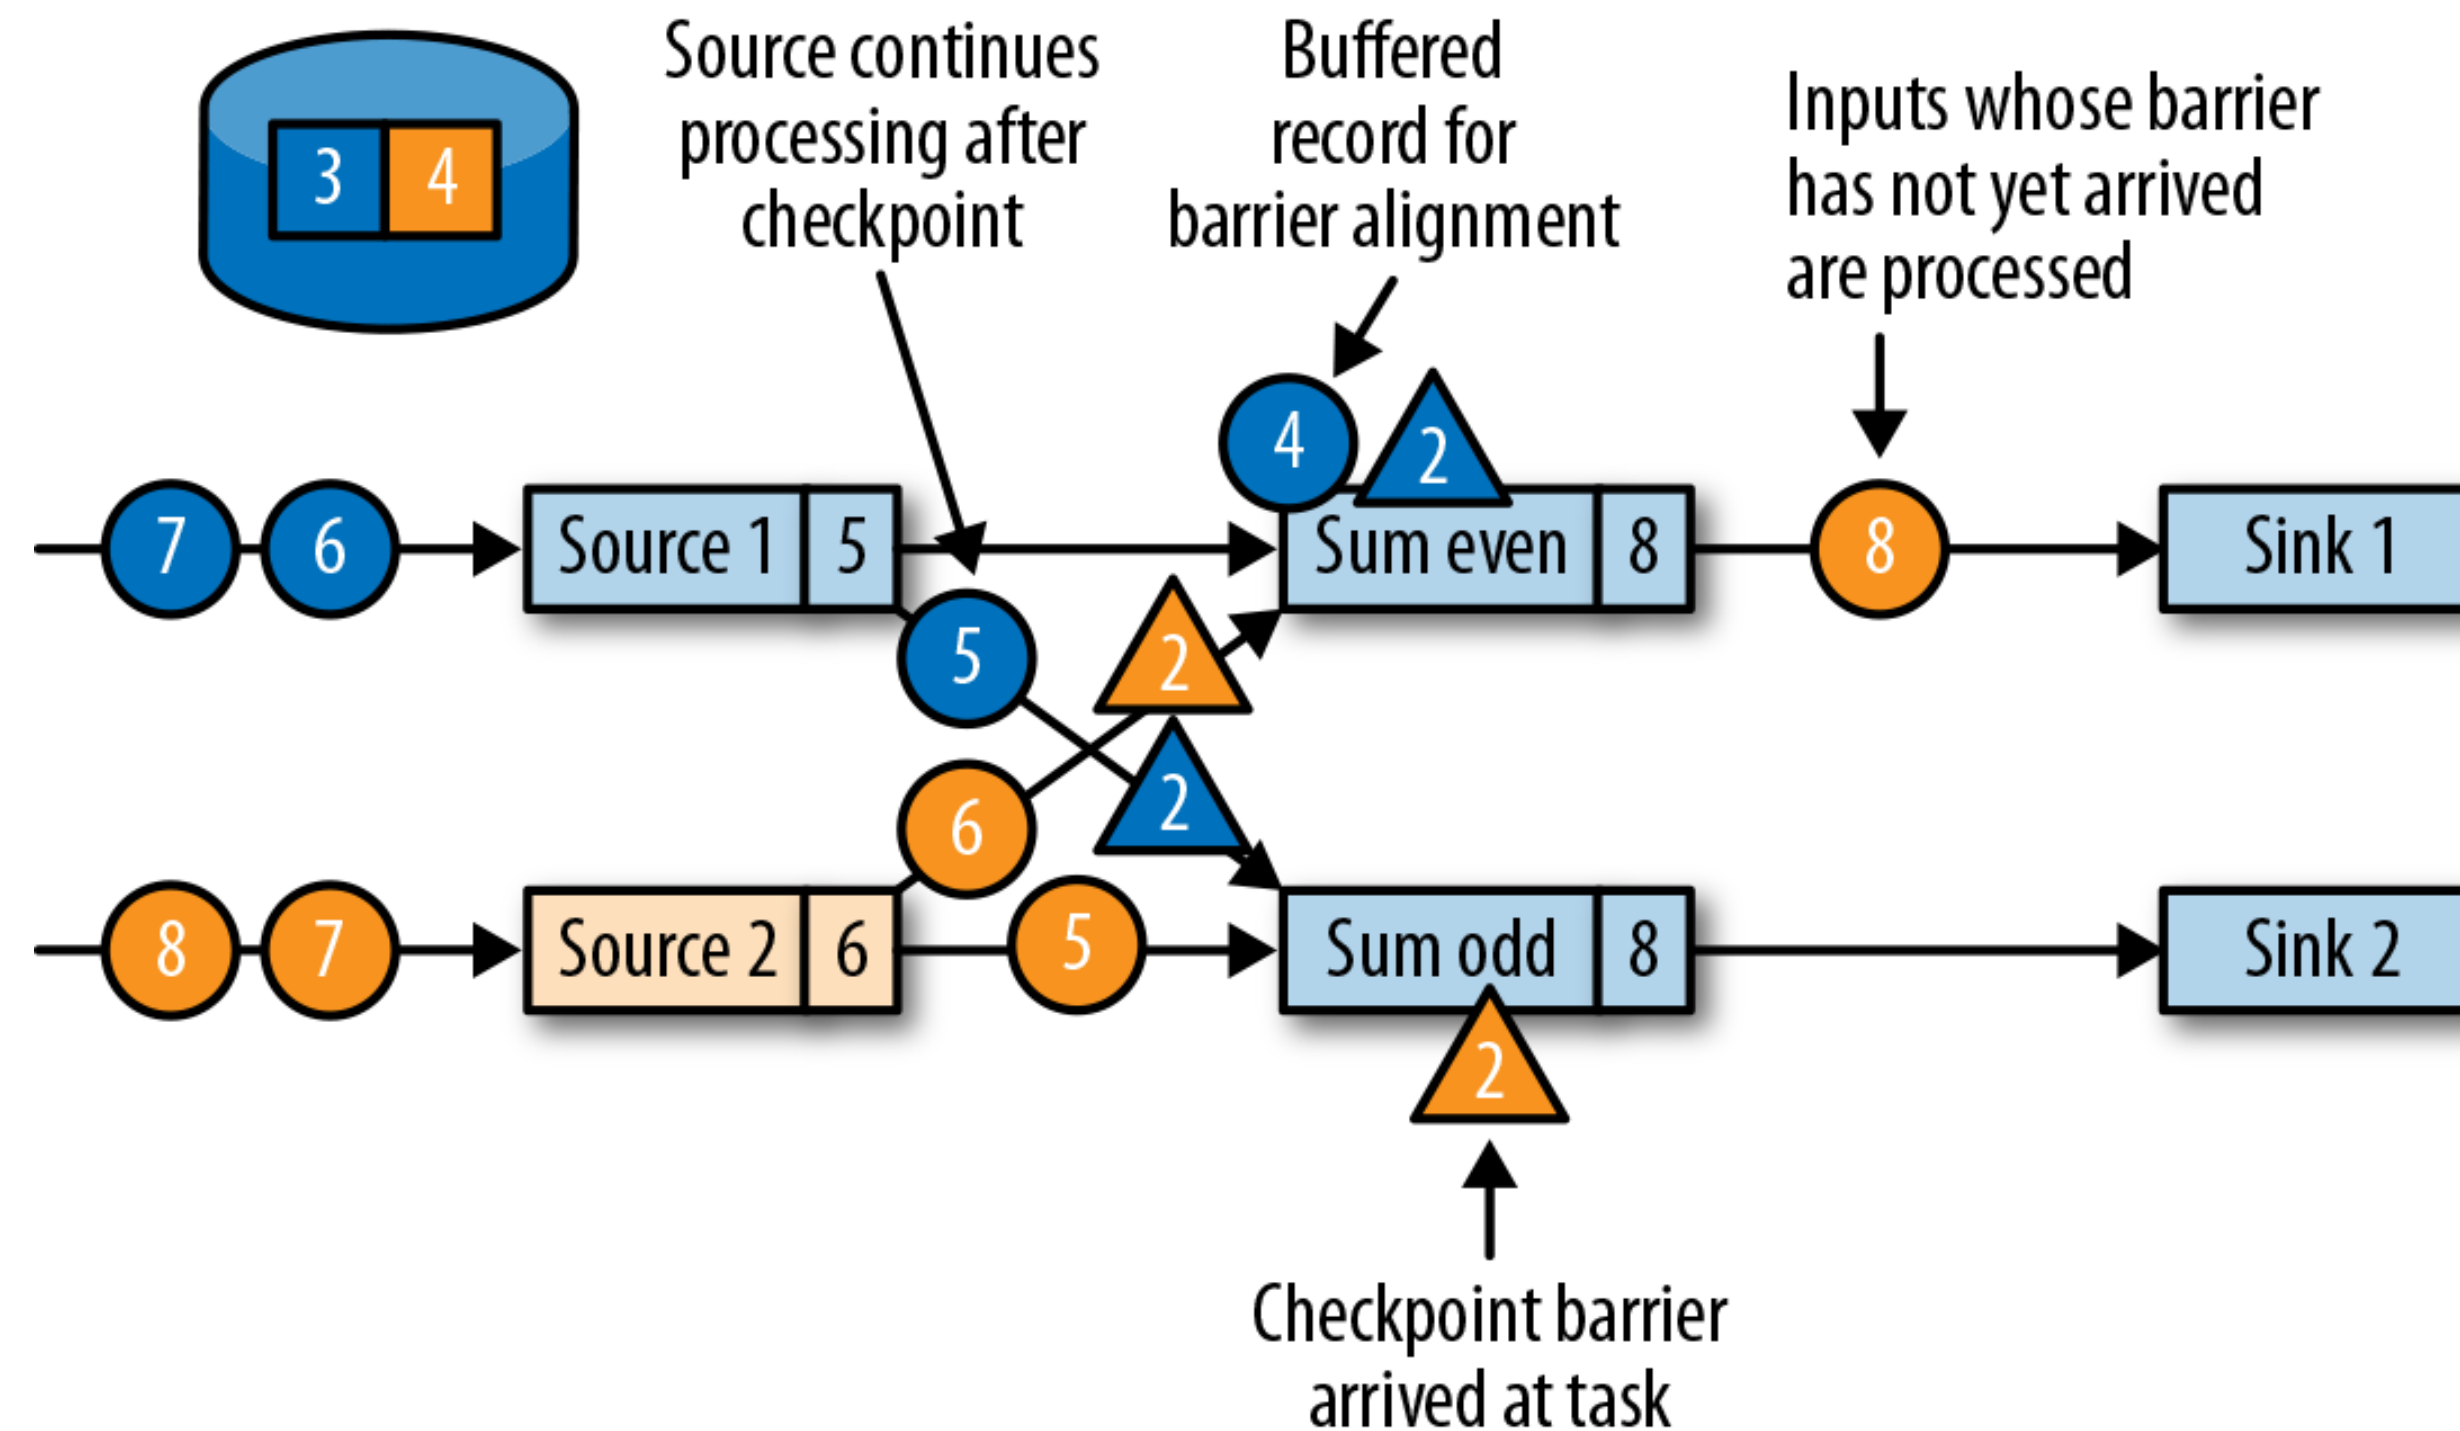 Source continues
processing after
checkpoint
Buffered
record for
barrier alignment
Inputs whose barrier
has not yet arrived
are processed
3 4
4 2
7 6 Source 1 5 Sum even 8 8 Sink 1
5 2
6 2
8 7 Source 2 6 5 Sum odd 8 Sink 2
2
Checkpoint barrier
arrived at task